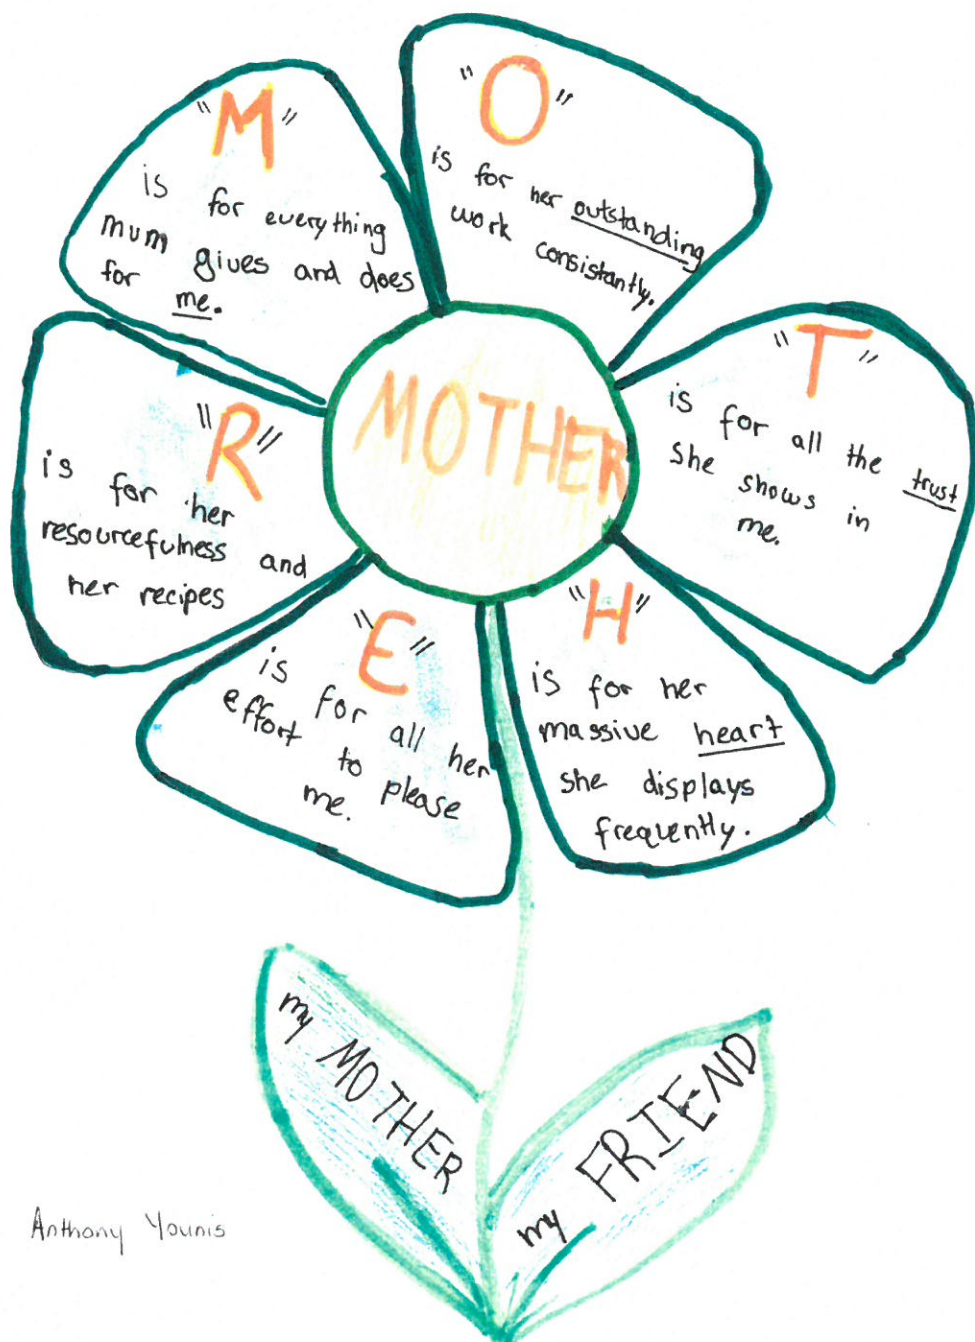 "M"
is for everything
mum gives and does
for me.
"O"
is for her outstanding
work consistantly.
"T"
is for all the trust
she shows in
me.
"H"
is for her
massive heart
she displays
frequently.
"E"
is for all her
effort to please
me.
"R"
is for her
resourcefulness and
her recipes
MOTHER
my MOTHER
my FRIEND
Anthony Younis